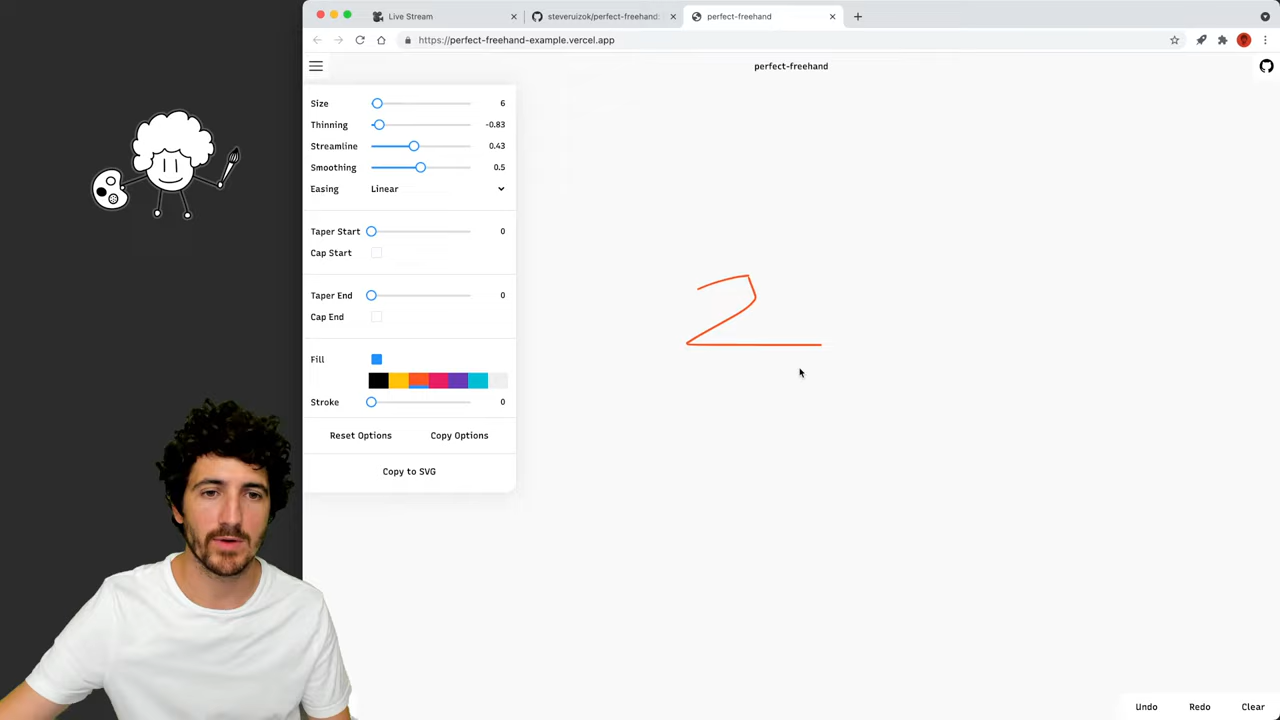 Live Stream
steveruizok/perfect-freehand:
perfect-freehand
https://perfect-freehand-example.vercel.app
perfect-freehand
Size 6
Thinning -0.83
Streamline 0.43
Smoothing 0.5
Easing Linear
Taper Start 0
Cap Start
Taper End 0
Cap End
Fill
Stroke 0
Reset Options Copy Options
Copy to SVG
2
Undo Redo Clear